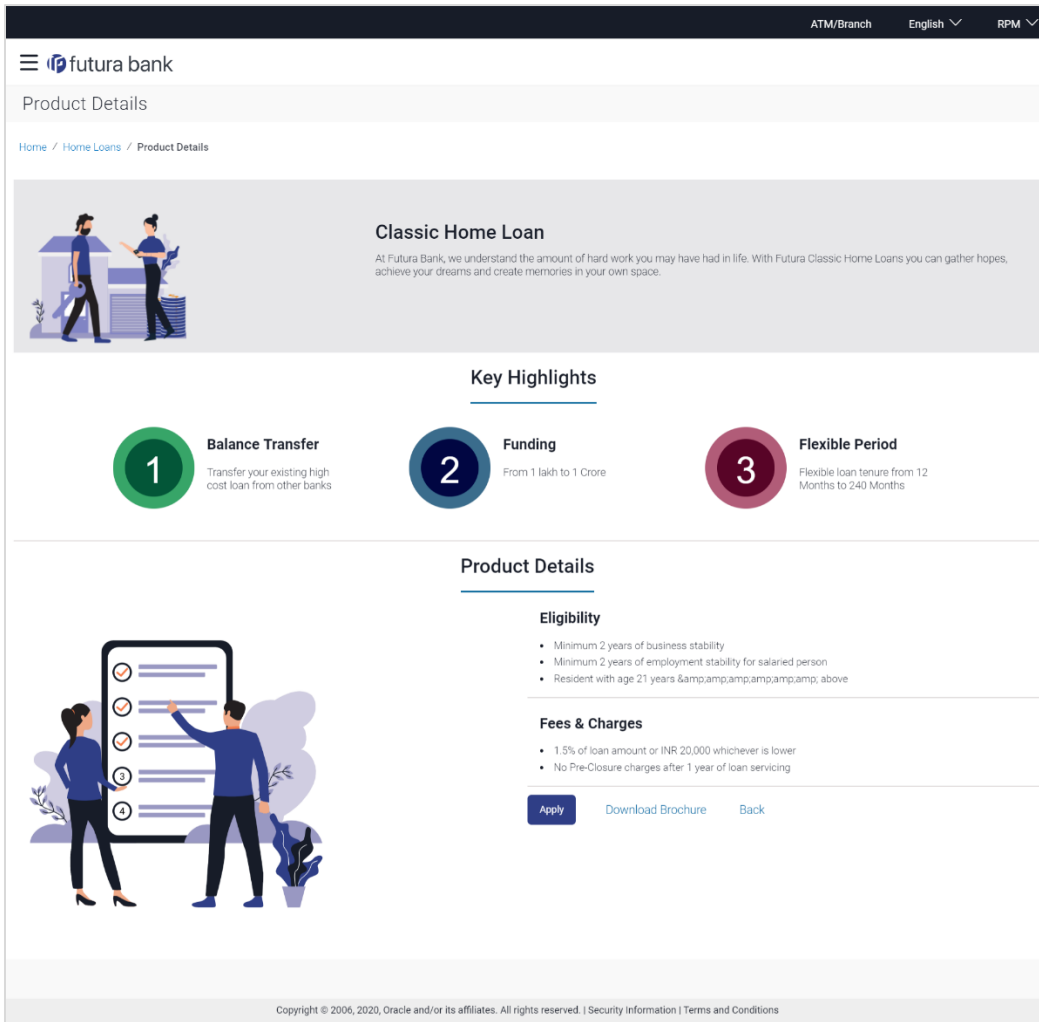 ATM/Branch English RPM
futura bank
Product Details
Home / Home Loans / Product Details
Classic Home Loan
At Futura Bank, we understand the amount of hard work you may have had in life. With Futura Classic Home Loans you can gather hopes,
achieve your dreams and create memories in your own space.
Key Highlights
1
Balance Transfer
Transfer your existing high
cost loan from other banks
2
Funding
From 1 lakh to 1 Crore
3
Flexible Period
Flexible loan tenure from 12
Months to 240 Months
Product Details
3
4
Eligibility
• Minimum 2 years of business stability
• Minimum 2 years of employment stability for salaried person
• Resident with age 21 years &amp;amp;amp;amp;amp;amp; above
Fees & Charges
• 1.5% of loan amount or INR 20,000 whichever is lower
• No Pre-Closure charges after 1 year of loan servicing
Apply Download Brochure Back
Copyright © 2006, 2020, Oracle and/or its affiliates. All rights reserved. | Security Information | Terms and Conditions